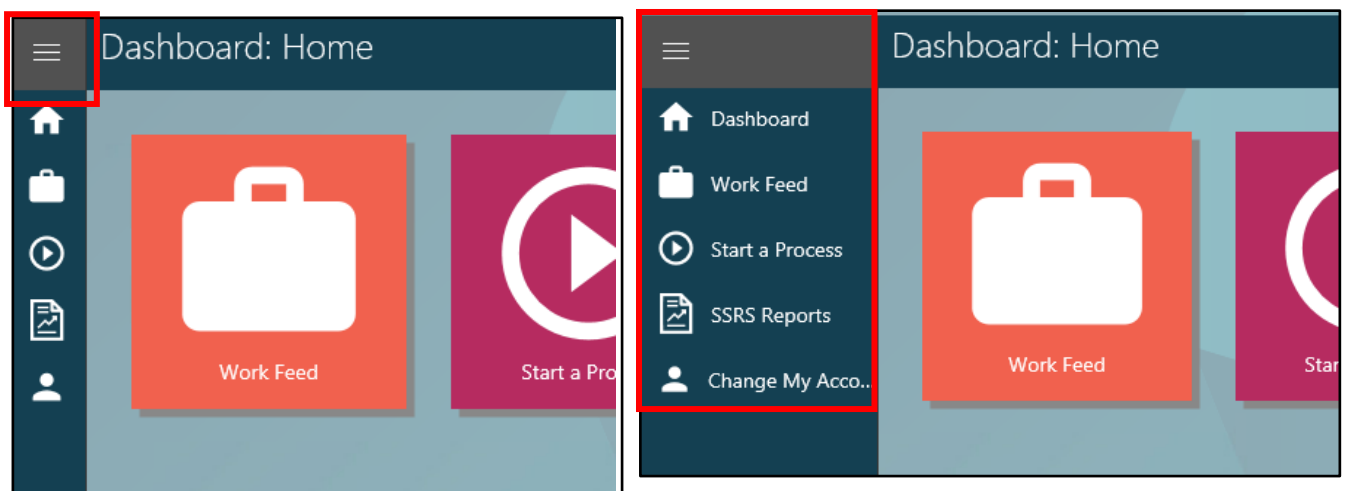 Dashboard: Home
Work Feed
Start a Pro
Dashboard: Home
Dashboard
Work Feed
Start a Process
SSRS Reports
Change My Acco..
Work Feed
Star